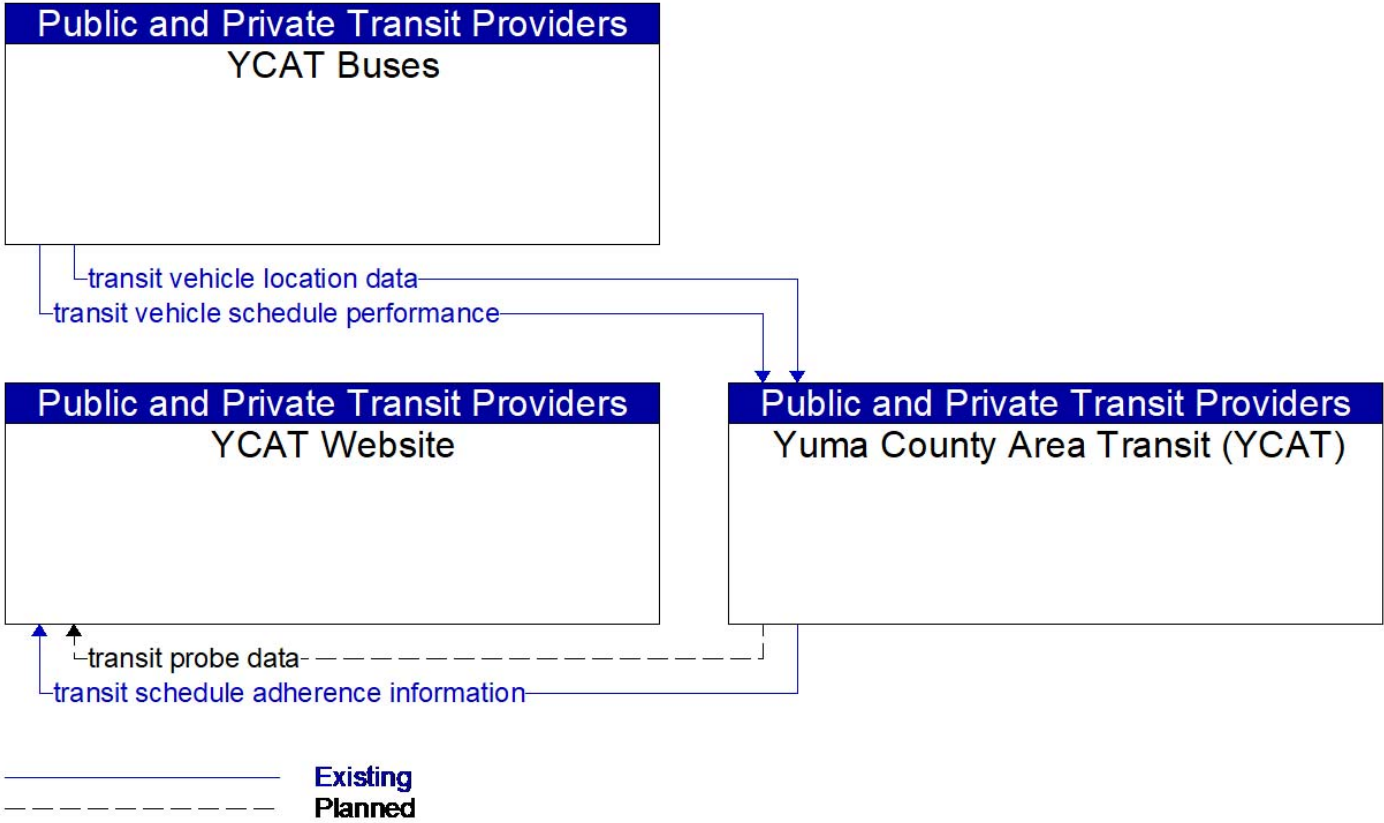 Public and Private Transit Providers
YCAT Buses
transit vehicle location data
transit vehicle schedule performance
Public and Private Transit Providers
YCAT Website
Public and Private Transit Providers
Yuma County Area Transit (YCAT)
transit probe data
transit schedule adherence information
Existing
Planned